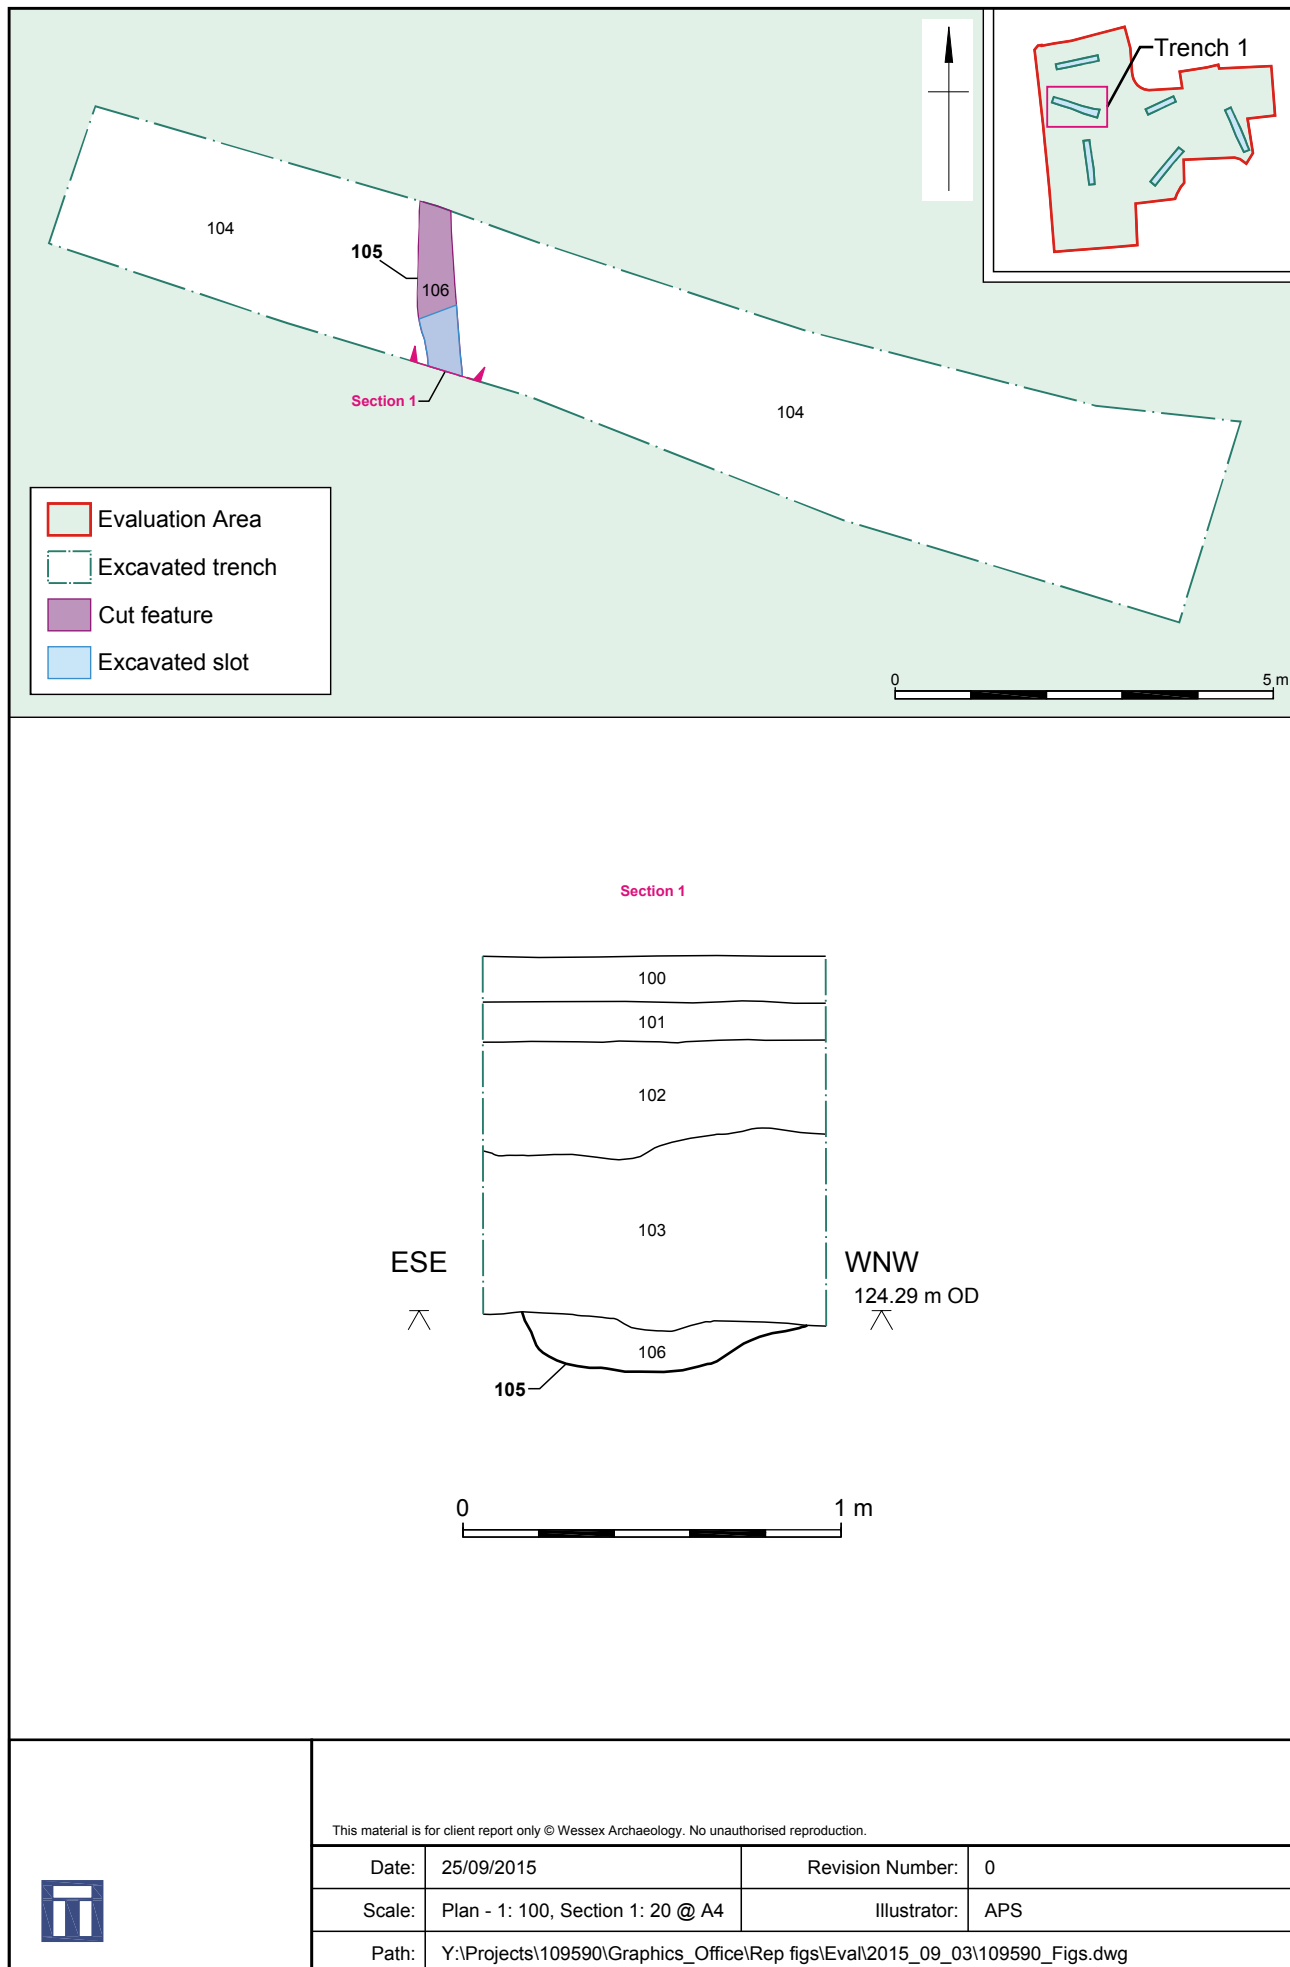 Trench 1
104
105
106
Section 1
104
Evaluation Area
Excavated trench
Cut feature
Excavated slot
0 5 m
Section 1
100
101
102
103
ESE WNW
124.29 m OD
106
105
0 1 m
This material is for client report only © Wessex Archaeology. No unauthorised reproduction.
Date: 25/09/2015 Revision Number: 0
Scale: Plan - 1: 100, Section 1: 20 @ A4 Illustrator: APS
Path: Y:\Projects\109590\Graphics_Office\Rep figs\Eval\2015_09_03\109590_Figs.dwg